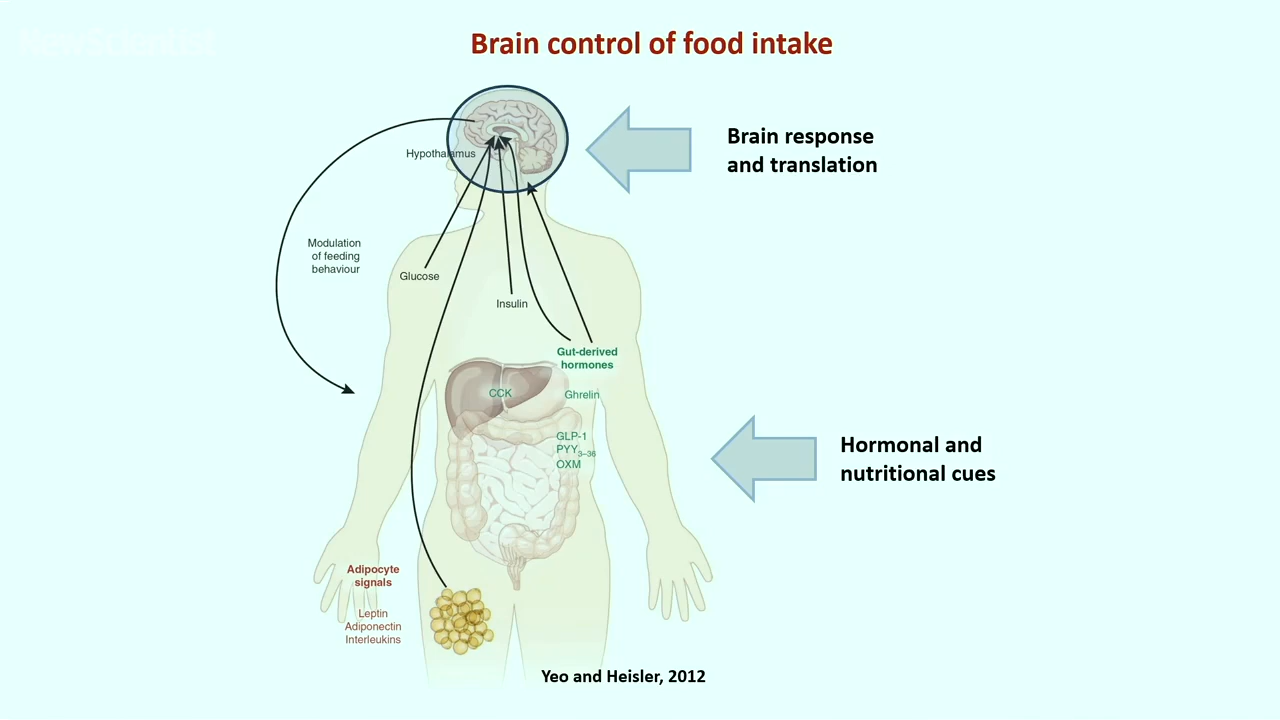 NewScientist
Brain control of food intake
Brain response
and translation
Hypothalamus
Modulation
of feeding
behaviour
Glucose
Insulin
Gut-derived
hormones
CCK
Ghrelin
GLP-1
PYY3–36
OXM
Hormonal and
nutritional cues
Adipocyte
signals
Leptin
Adiponectin
Interleukins
Yeo and Heisler, 2012